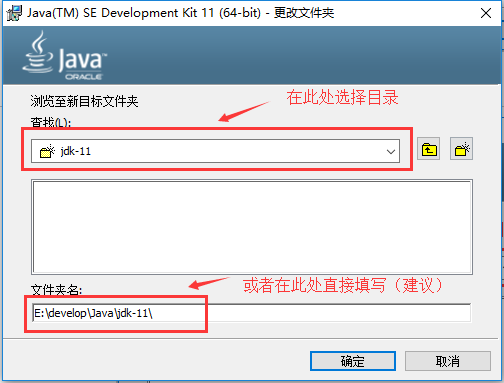 Java(TM) SE Development Kit 11 (64-bit) - 更改文件夹
Java
ORACLE
浏览至新目标文件夹
在此处选择目录
查找(L):
jdk-11
或者在此处直接填写（建议）
文件夹名:
E:\develop\Java\jdk-11\
确定
取消